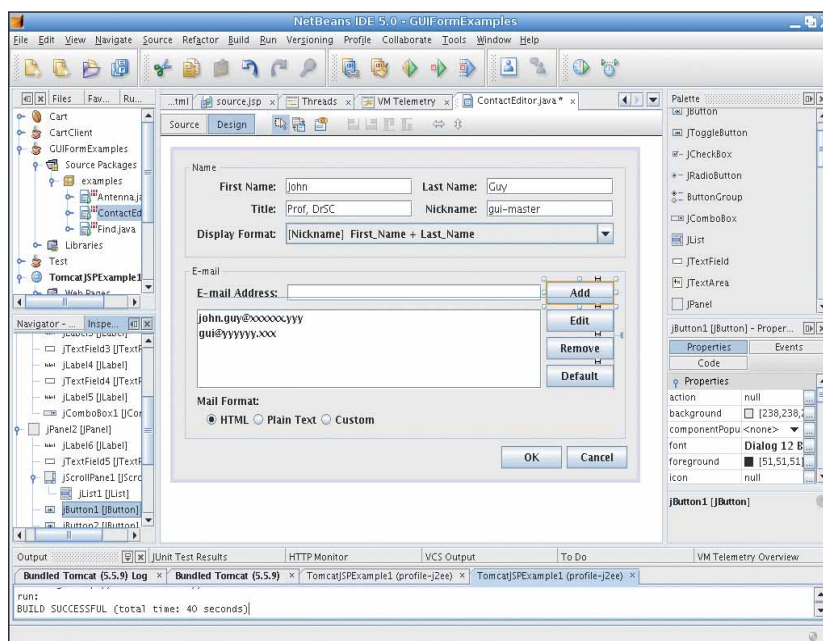 NetBeans IDE 5.0 - GUIFormExamples
File Edit View Navigate Source Refactor Build Run Versioning Profile Collaborate Tools Window Help
Files Fav... Ru...
Cart
CartClient
GUIFormExamples
Source Packages
examples
Antenna.ja
ContactEd
Find.java
Libraries
Test
TomcatJSPExample1
Web Pages
Navigator - ... Inspe...
jTextField3 [JTextF
jLabel4 [JLabel]
jTextField4 [JTextF
jLabel5 [JLabel]
jComboBox1 [JCor
jPanel2 [JPanel]
jLabel6 [JLabel]
jTextField5 [JTextF
jScrollPane1 [JScrc
jList1 [JList]
jButton1 [JButton]
jButton2 [JButton]
...tml source.jsp x Threads x VM Telemetry x ContactEditor.java * x
Source Design
Name
First Name: John Last Name: Guy
Title: Prof, DrSC Nickname: gui-master
Display Format: [Nickname] First_Name + Last_Name
E-mail
E-mail Address: Add
john.guy@xxxxxx.yyy
gui@yyyyyy.xxx
Edit
Remove
Default
Mail Format:
HTML Plain Text Custom
OK Cancel
Palette
JButton
JToggleButton
JCheckBox
JRadioButton
ButtonGroup
JComboBox
JList
JTextField
JTextArea
JPanel
jButton1 [JButton] - Proper...
Properties Events
Code
Properties
action null
background [238,238,2
componentPopu <none>
font Dialog 12 B
foreground [51,51,51]
icon null
jButton1 [JButton]
Output JUnit Test Results HTTP Monitor VCS Output To Do VM Telemetry Overview
Bundled Tomcat (5.5.9) Log x Bundled Tomcat (5.5.9) x TomcatJSPExample1 (profile-j2ee) x TomcatJSPExample1 (profile-j2ee) x
run:
BUILD SUCCESSFUL (total time: 40 seconds)